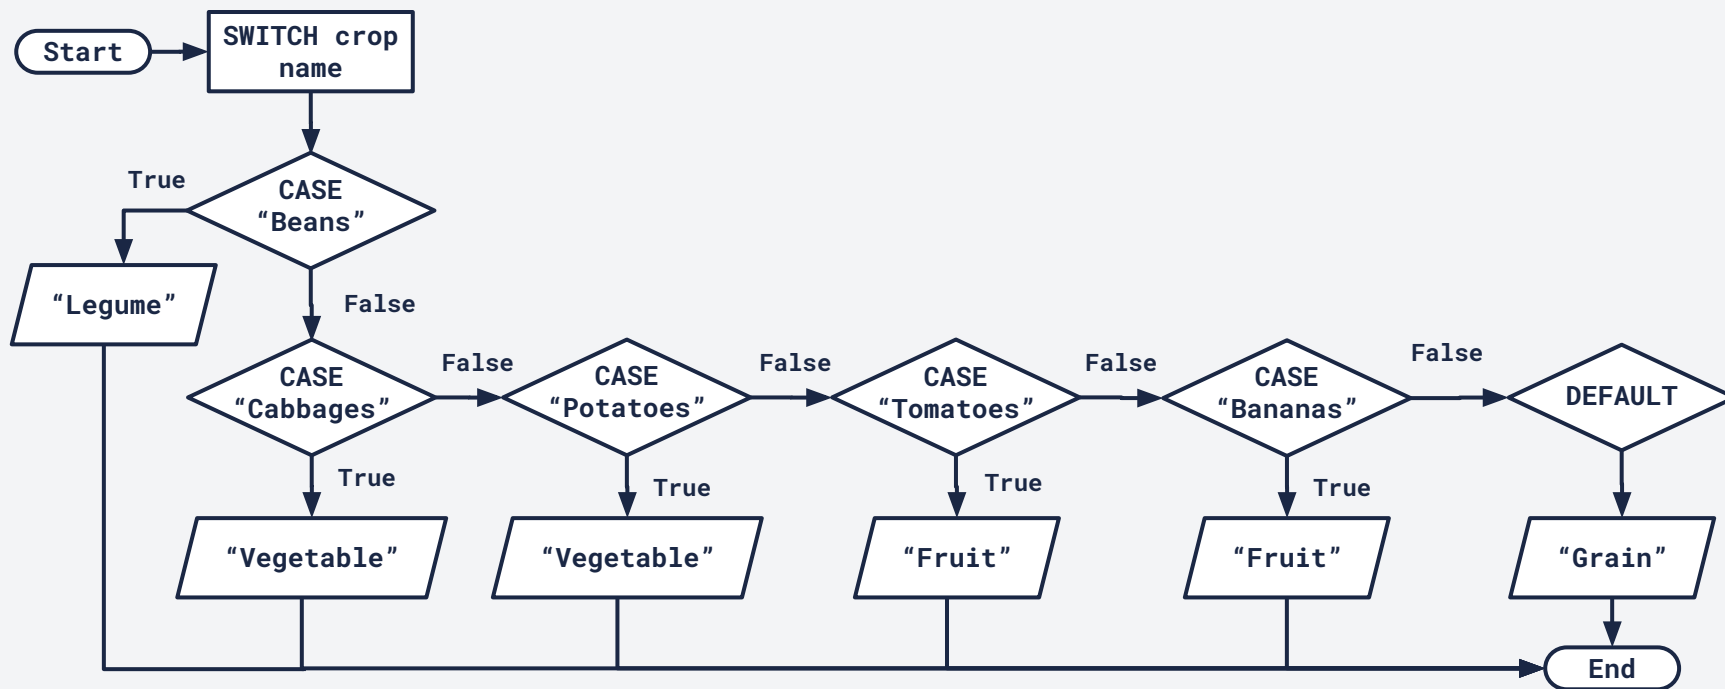 Start
SWITCH crop
name
True
CASE
“Beans”
“Legume”
False
CASE
“Cabbages”
False
CASE
“Potatoes”
False
CASE
“Tomatoes”
False
CASE
“Bananas”
False
DEFAULT
True
True
True
True
“Vegetable”
“Vegetable”
“Fruit”
“Fruit”
“Grain”
End